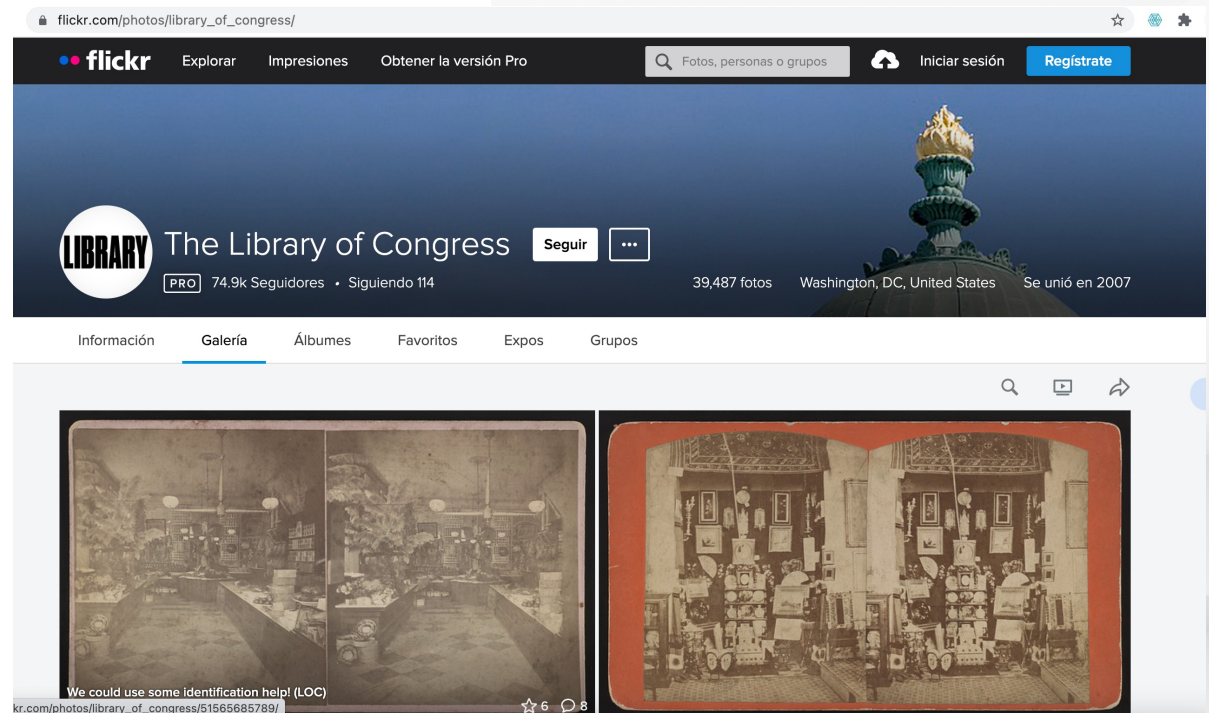 flickr.com/photos/library_of_congress/
flickr
Explorar
Impresiones
Obtener la versión Pro
Fotos, personas o grupos
Iniciar sesión
Regístrate
LIBRARY
The Library of Congress
Seguir
PRO 74.9k Seguidores • Siguiendo 114
39,487 fotos
Washington, DC, United States
Se unió en 2007
Información
Galería
Álbumes
Favoritos
Expos
Grupos
We could use some identification help! (LOC)
6
8
kr.com/photos/library_of_congress/51565685789/